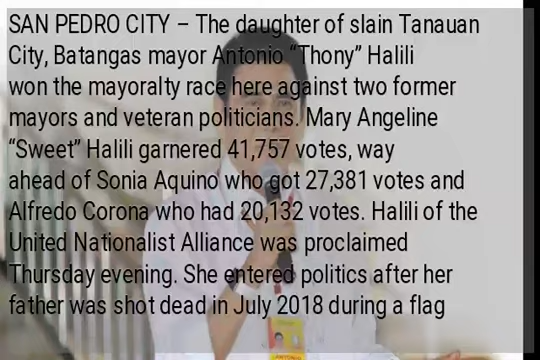 SAN PEDRO CITY – The daughter of slain Tanauan
City, Batangas mayor Antonio “Thony” Halili
won the mayoralty race here against two former
mayors and veteran politicians. Mary Angeline
“Sweet” Halili garnered 41,757 votes, way
ahead of Sonia Aquino who got 27,381 votes and
Alfredo Corona who had 20,132 votes. Halili of the
United Nationalist Alliance was proclaimed
Thursday evening. She entered politics after her
father was shot dead in July 2018 during a flag